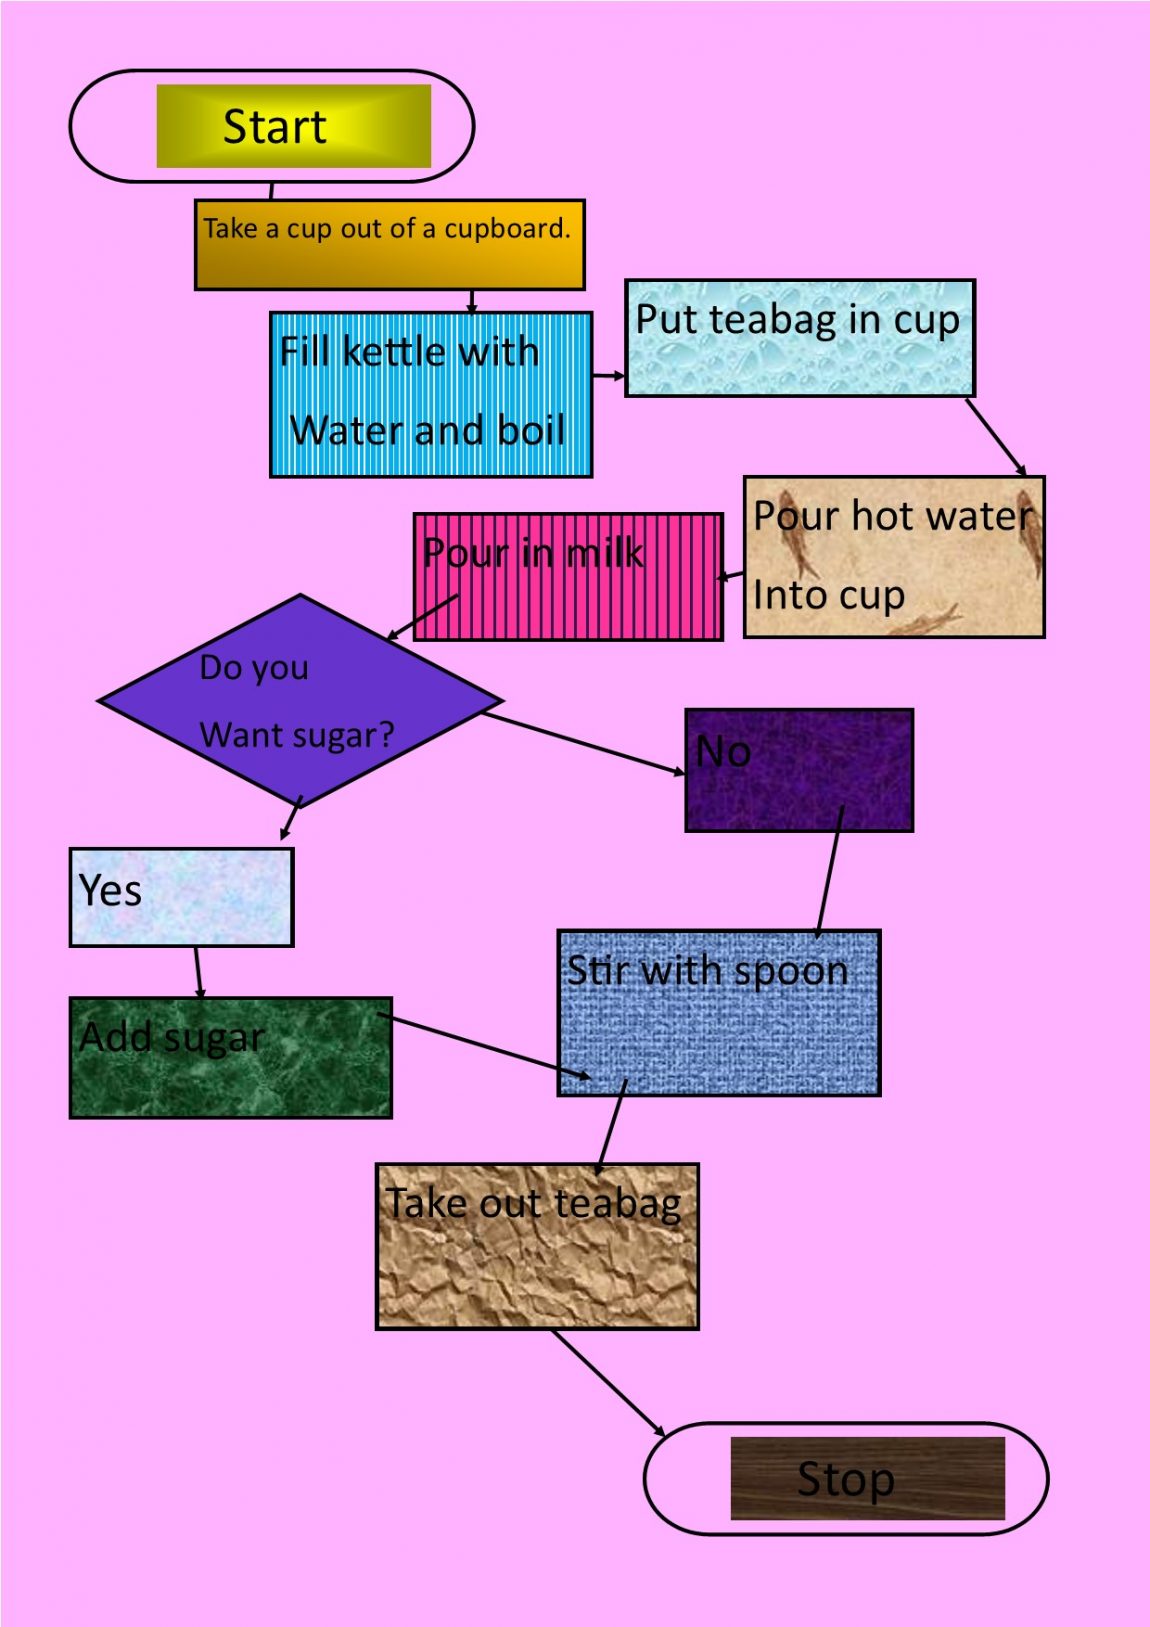 Start
Take a cup out of a cupboard.
Fill kettle with
Water and boil
Put teabag in cup
Pour hot water
Into cup
Pour in milk
Do you
Want sugar?
No
Yes
Add sugar
Stir with spoon
Take out teabag
Stop